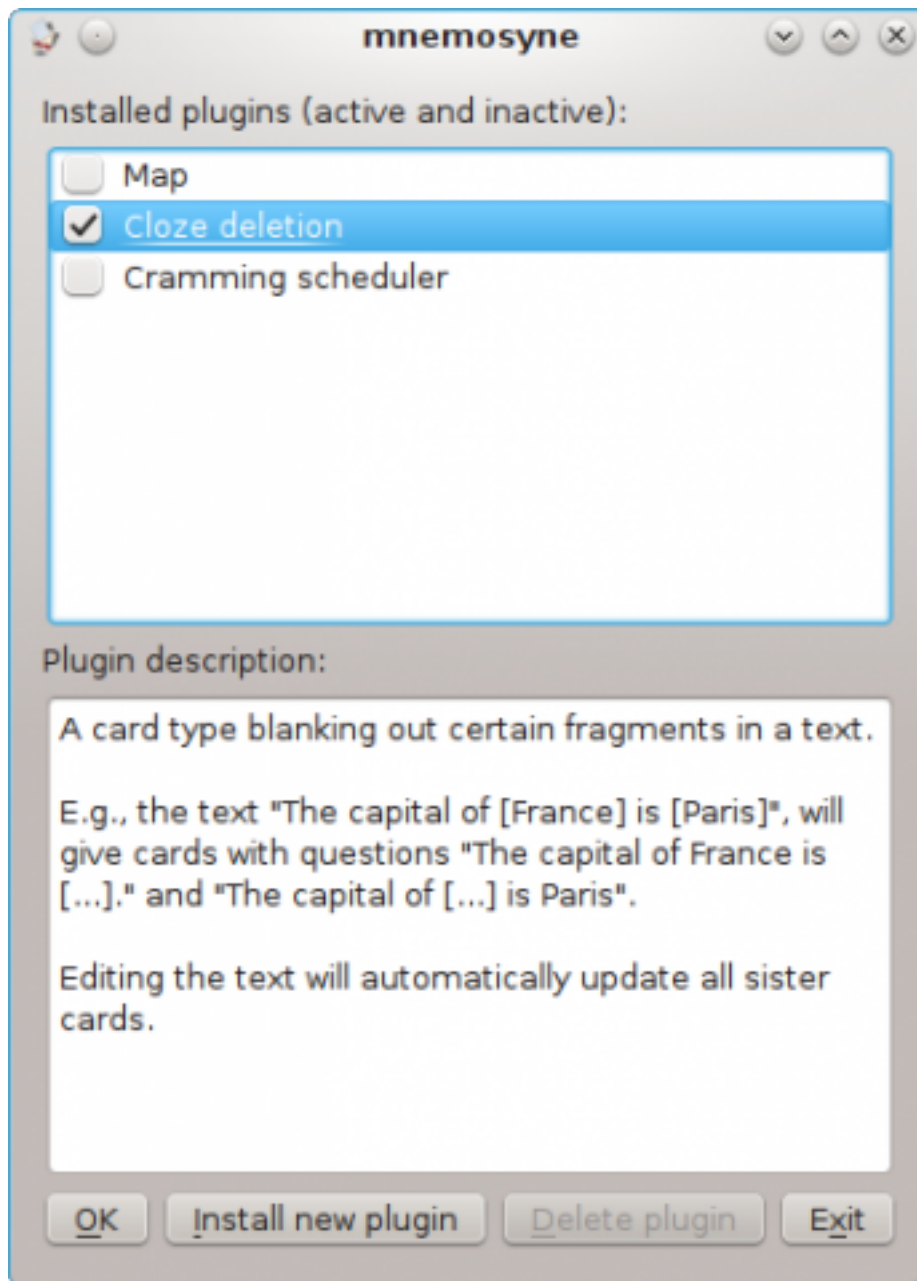 mnemosyne
Installed plugins (active and inactive):
Map
Cloze deletion
Cramming scheduler
Plugin description:
A card type blanking out certain fragments in a text.
E.g., the text "The capital of [France] is [Paris]", will
give cards with questions "The capital of France is
[...]." and "The capital of [...] is Paris".
Editing the text will automatically update all sister
cards.
OK Install new plugin Delete plugin Exit